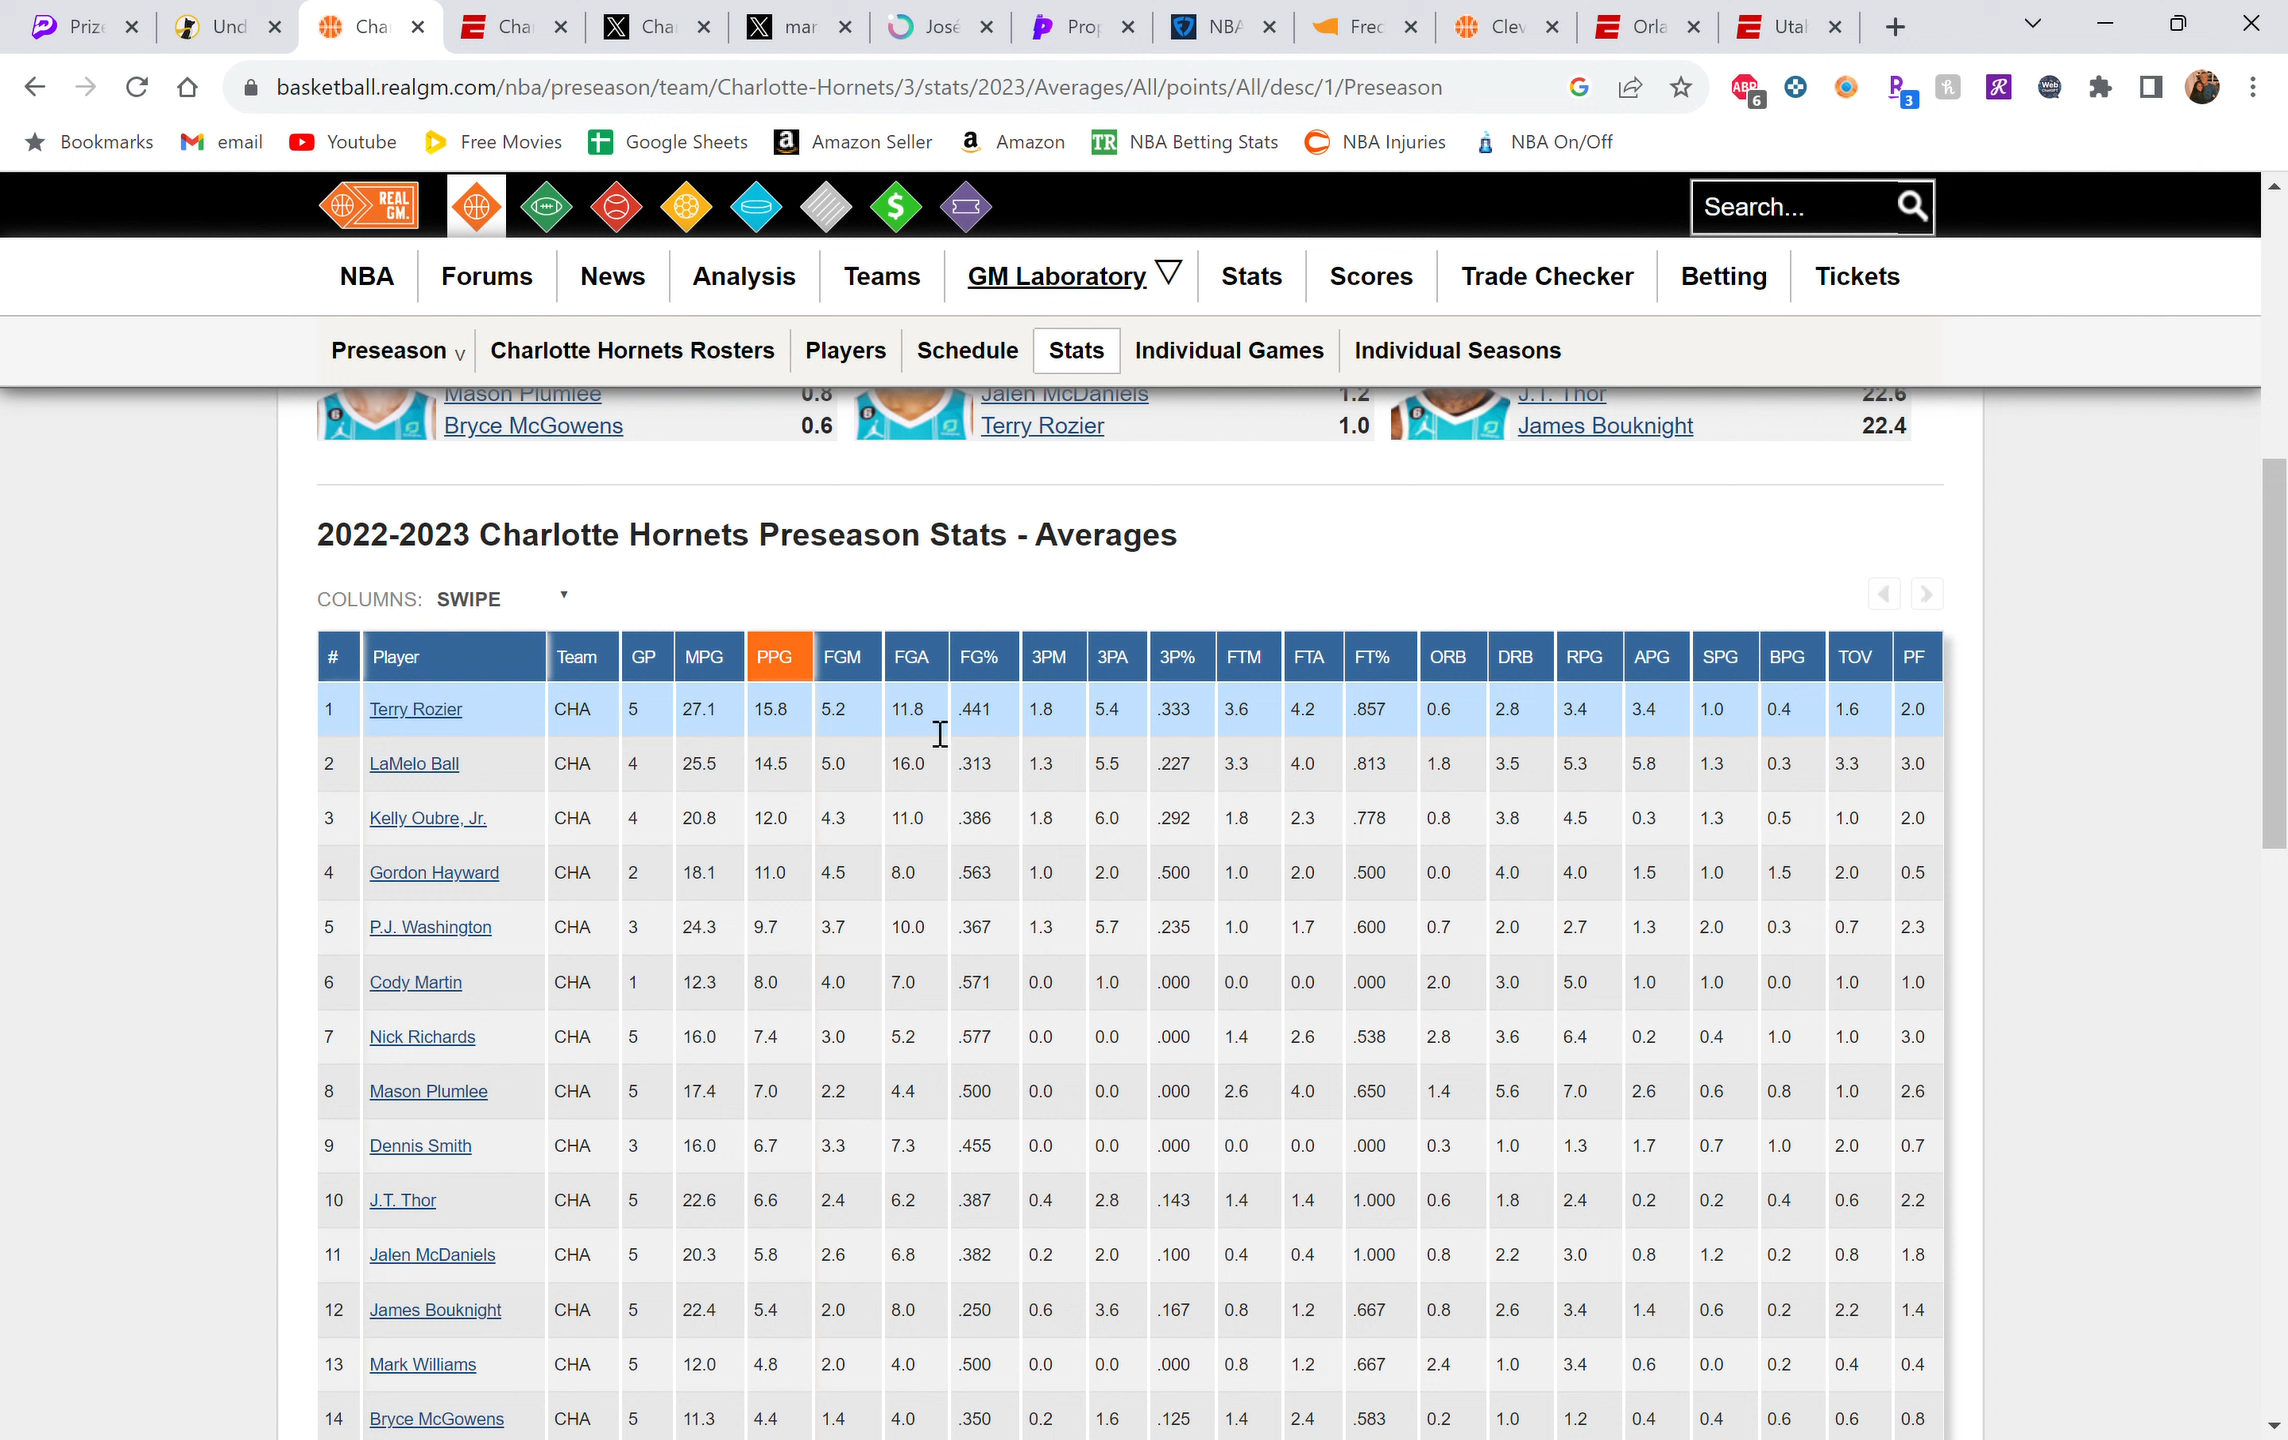 Prize Und Cha Cha Cha mar José Prop NBA Frec Clev Orla Utal
basketball.realgm.com/nba/preseason/team/Charlotte-Hornets/3/stats/2023/Averages/All/points/All/desc/1/Preseason ABP 6 3 Web
Bookmarks email Youtube Free Movies Google Sheets Amazon Seller Amazon TR NBA Betting Stats NBA Injuries NBA On/Off
REAL GM. $ Search...
NBA Forums News Analysis Teams GM Laboratory Stats Scores Trade Checker Betting Tickets
Preseason v Charlotte Hornets Rosters Players Schedule Stats Individual Games Individual Seasons
Mason Plumlee 0.8 Jalen McDaniels 1.2 J.T. Thor 22.6
Bryce McGowens 0.6 Terry Rozier 1.0 James Bouknight 22.4
2022-2023 Charlotte Hornets Preseason Stats - Averages
COLUMNS: SWIPE
# Player Team GP MPG PPG FGM FGA FG% 3PM 3PA 3P% FTM FTA FT% ORB DRB RPG APG SPG BPG TOV PF
1 Terry Rozier CHA 5 27.1 15.8 5.2 11.8 .441 1.8 5.4 .333 3.6 4.2 .857 0.6 2.8 3.4 3.4 1.0 0.4 1.6 2.0
2 LaMelo Ball CHA 4 25.5 14.5 5.0 16.0 .313 1.3 5.5 .227 3.3 4.0 .813 1.8 3.5 5.3 5.8 1.3 0.3 3.3 3.0
3 Kelly Oubre, Jr. CHA 4 20.8 12.0 4.3 11.0 .386 1.8 6.0 .292 1.8 2.3 .778 0.8 3.8 4.5 0.3 1.3 0.5 1.0 2.0
4 Gordon Hayward CHA 2 18.1 11.0 4.5 8.0 .563 1.0 2.0 .500 1.0 2.0 .500 0.0 4.0 4.0 1.5 1.0 1.5 2.0 0.5
5 P.J. Washington CHA 3 24.3 9.7 3.7 10.0 .367 1.3 5.7 .235 1.0 1.7 .600 0.7 2.0 2.7 1.3 2.0 0.3 0.7 2.3
6 Cody Martin CHA 1 12.3 8.0 4.0 7.0 .571 0.0 1.0 .000 0.0 0.0 .000 2.0 3.0 5.0 1.0 1.0 0.0 1.0 1.0
7 Nick Richards CHA 5 16.0 7.4 3.0 5.2 .577 0.0 0.0 .000 1.4 2.6 .538 2.8 3.6 6.4 0.2 0.4 1.0 1.0 3.0
8 Mason Plumlee CHA 5 17.4 7.0 2.2 4.4 .500 0.0 0.0 .000 2.6 4.0 .650 1.4 5.6 7.0 2.6 0.6 0.8 1.0 2.6
9 Dennis Smith CHA 3 16.0 6.7 3.3 7.3 .455 0.0 0.0 .000 0.0 0.0 .000 0.3 1.0 1.3 1.7 0.7 1.0 2.0 0.7
10 J.T. Thor CHA 5 22.6 6.6 2.4 6.2 .387 0.4 2.8 .143 1.4 1.4 1.000 0.6 1.8 2.4 0.2 0.2 0.4 0.6 2.2
11 Jalen McDaniels CHA 5 20.3 5.8 2.6 6.8 .382 0.2 2.0 .100 0.4 0.4 1.000 0.8 2.2 3.0 0.8 1.2 0.2 0.8 1.8
12 James Bouknight CHA 5 22.4 5.4 2.0 8.0 .250 0.6 3.6 .167 0.8 1.2 .667 0.8 2.6 3.4 1.4 0.6 0.2 2.2 1.4
13 Mark Williams CHA 5 12.0 4.8 2.0 4.0 .500 0.0 0.0 .000 0.8 1.2 .667 2.4 1.0 3.4 0.6 0.0 0.2 0.4 0.4
14 Bryce McGowens CHA 5 11.3 4.4 1.4 4.0 .350 0.2 1.6 .125 1.4 2.4 .583 0.2 1.0 1.2 0.4 0.4 0.6 0.6 0.8